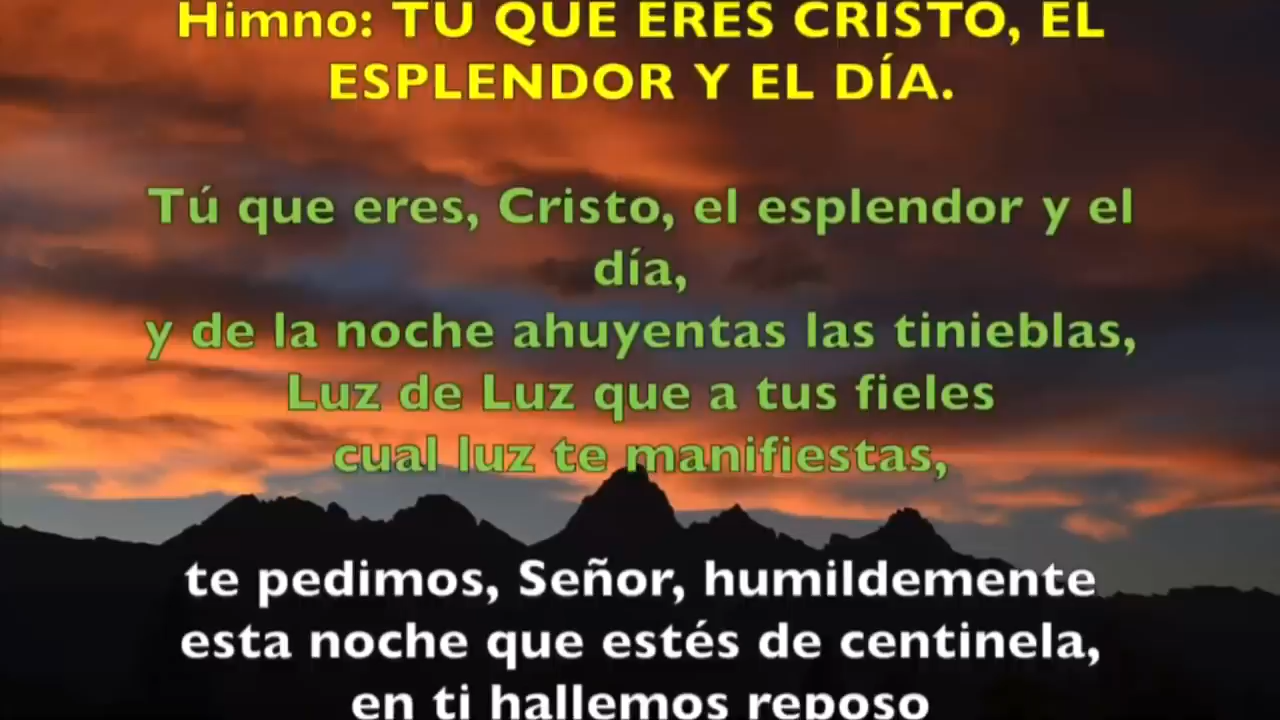 Himno: TÚ QUE ERES CRISTO, EL
ESPLENDOR Y EL DÍA.
Tú que eres, Cristo, el esplendor y el
día,
y de la noche ahuyentas las tinieblas,
Luz de Luz que a tus fieles
cual luz te manifiestas,
te pedimos, Señor, humildemente
esta noche que estés de centinela,
en ti hallemos reposo